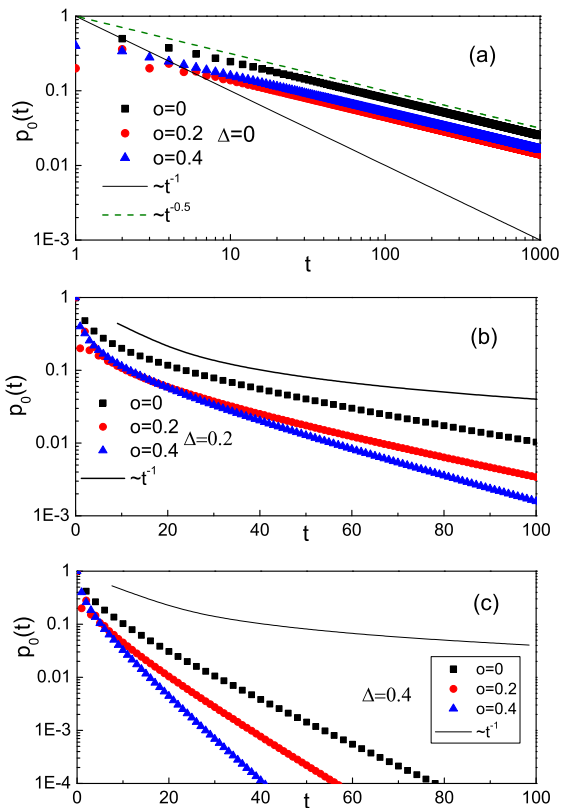 1
0.1
0.01
1E-3
p₀(t)
(a)
o=0
o=0.2 Δ=0
o=0.4
~t⁻¹
~t⁻⁰·⁵
1 10 100 1000
t
1
0.1
0.01
1E-3
p₀(t)
(b)
o=0
o=0.2
o=0.4 Δ=0.2
~t⁻¹
0 20 40 60 80 100
t
1
0.1
0.01
1E-3
1E-4
p₀(t)
(c)
Δ=0.4
o=0
o=0.2
o=0.4
~t⁻¹
0 20 40 60 80 100
t